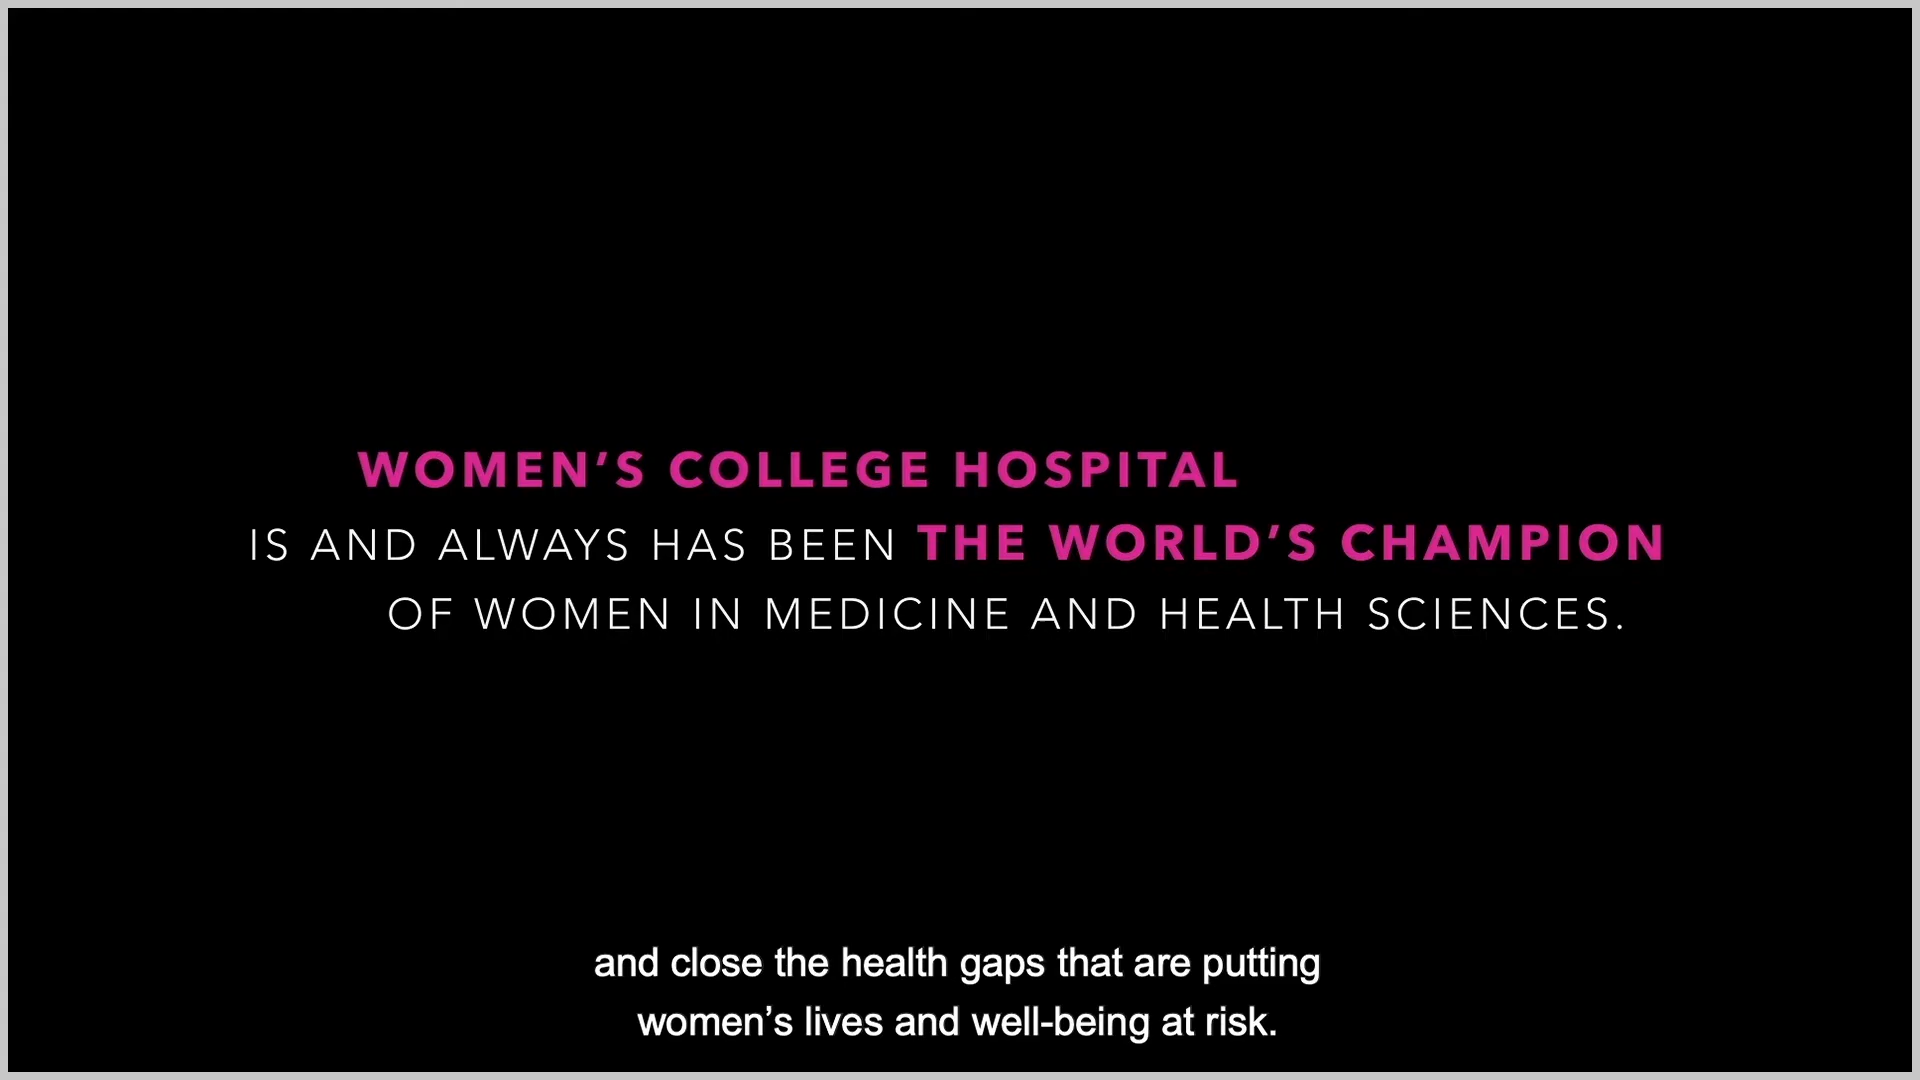 WOMEN’S COLLEGE HOSPITAL
IS AND ALWAYS HAS BEEN THE WORLD’S CHAMPION
OF WOMEN IN MEDICINE AND HEALTH SCIENCES.
and close the health gaps that are putting
women’s lives and well-being at risk.